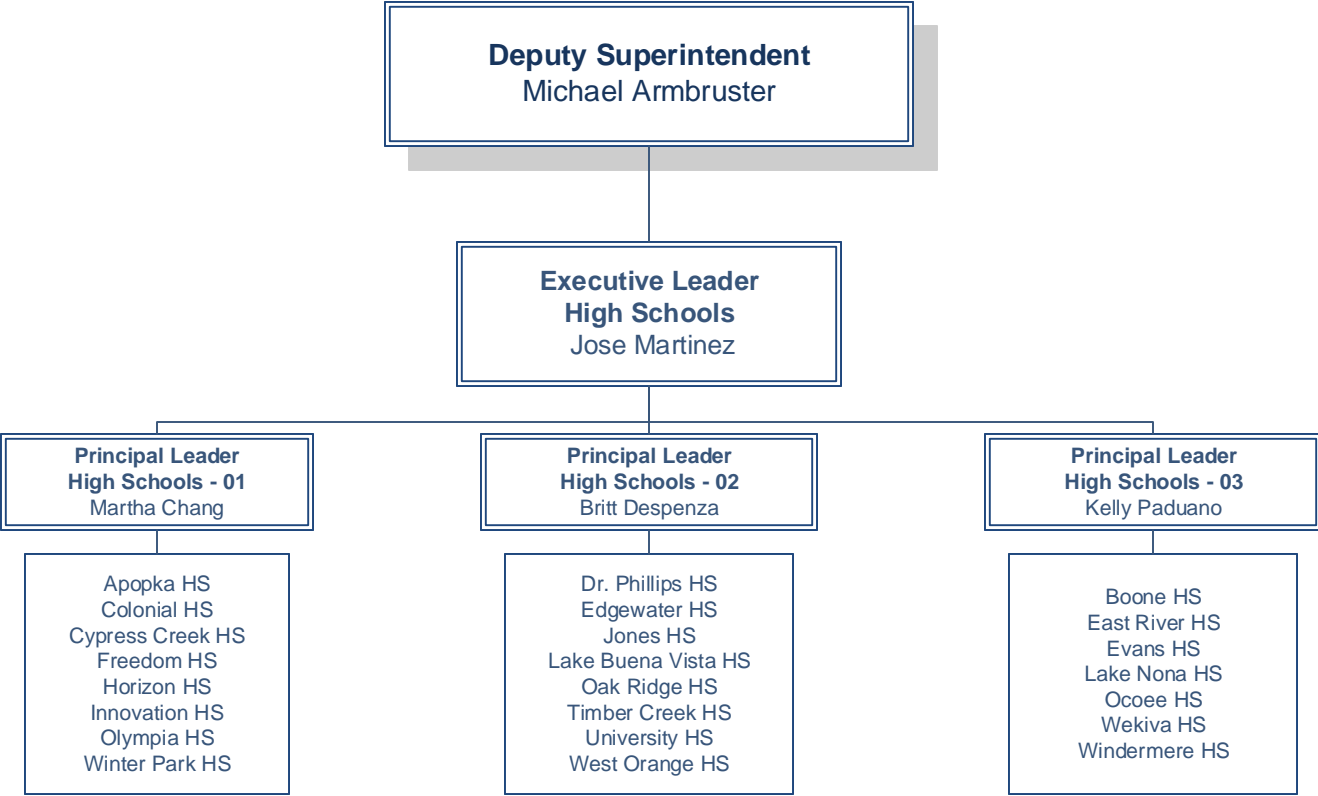 Deputy Superintendent
Michael Armbruster
Executive Leader
High Schools
Jose Martinez
Principal Leader
High Schools - 01
Martha Chang
Apopka HS
Colonial HS
Cypress Creek HS
Freedom HS
Horizon HS
Innovation HS
Olympia HS
Winter Park HS
Principal Leader
High Schools - 02
Britt Despenza
Dr. Phillips HS
Edgewater HS
Jones HS
Lake Buena Vista HS
Oak Ridge HS
Timber Creek HS
University HS
West Orange HS
Principal Leader
High Schools - 03
Kelly Paduano
Boone HS
East River HS
Evans HS
Lake Nona HS
Ocoee HS
Wekiva HS
Windermere HS